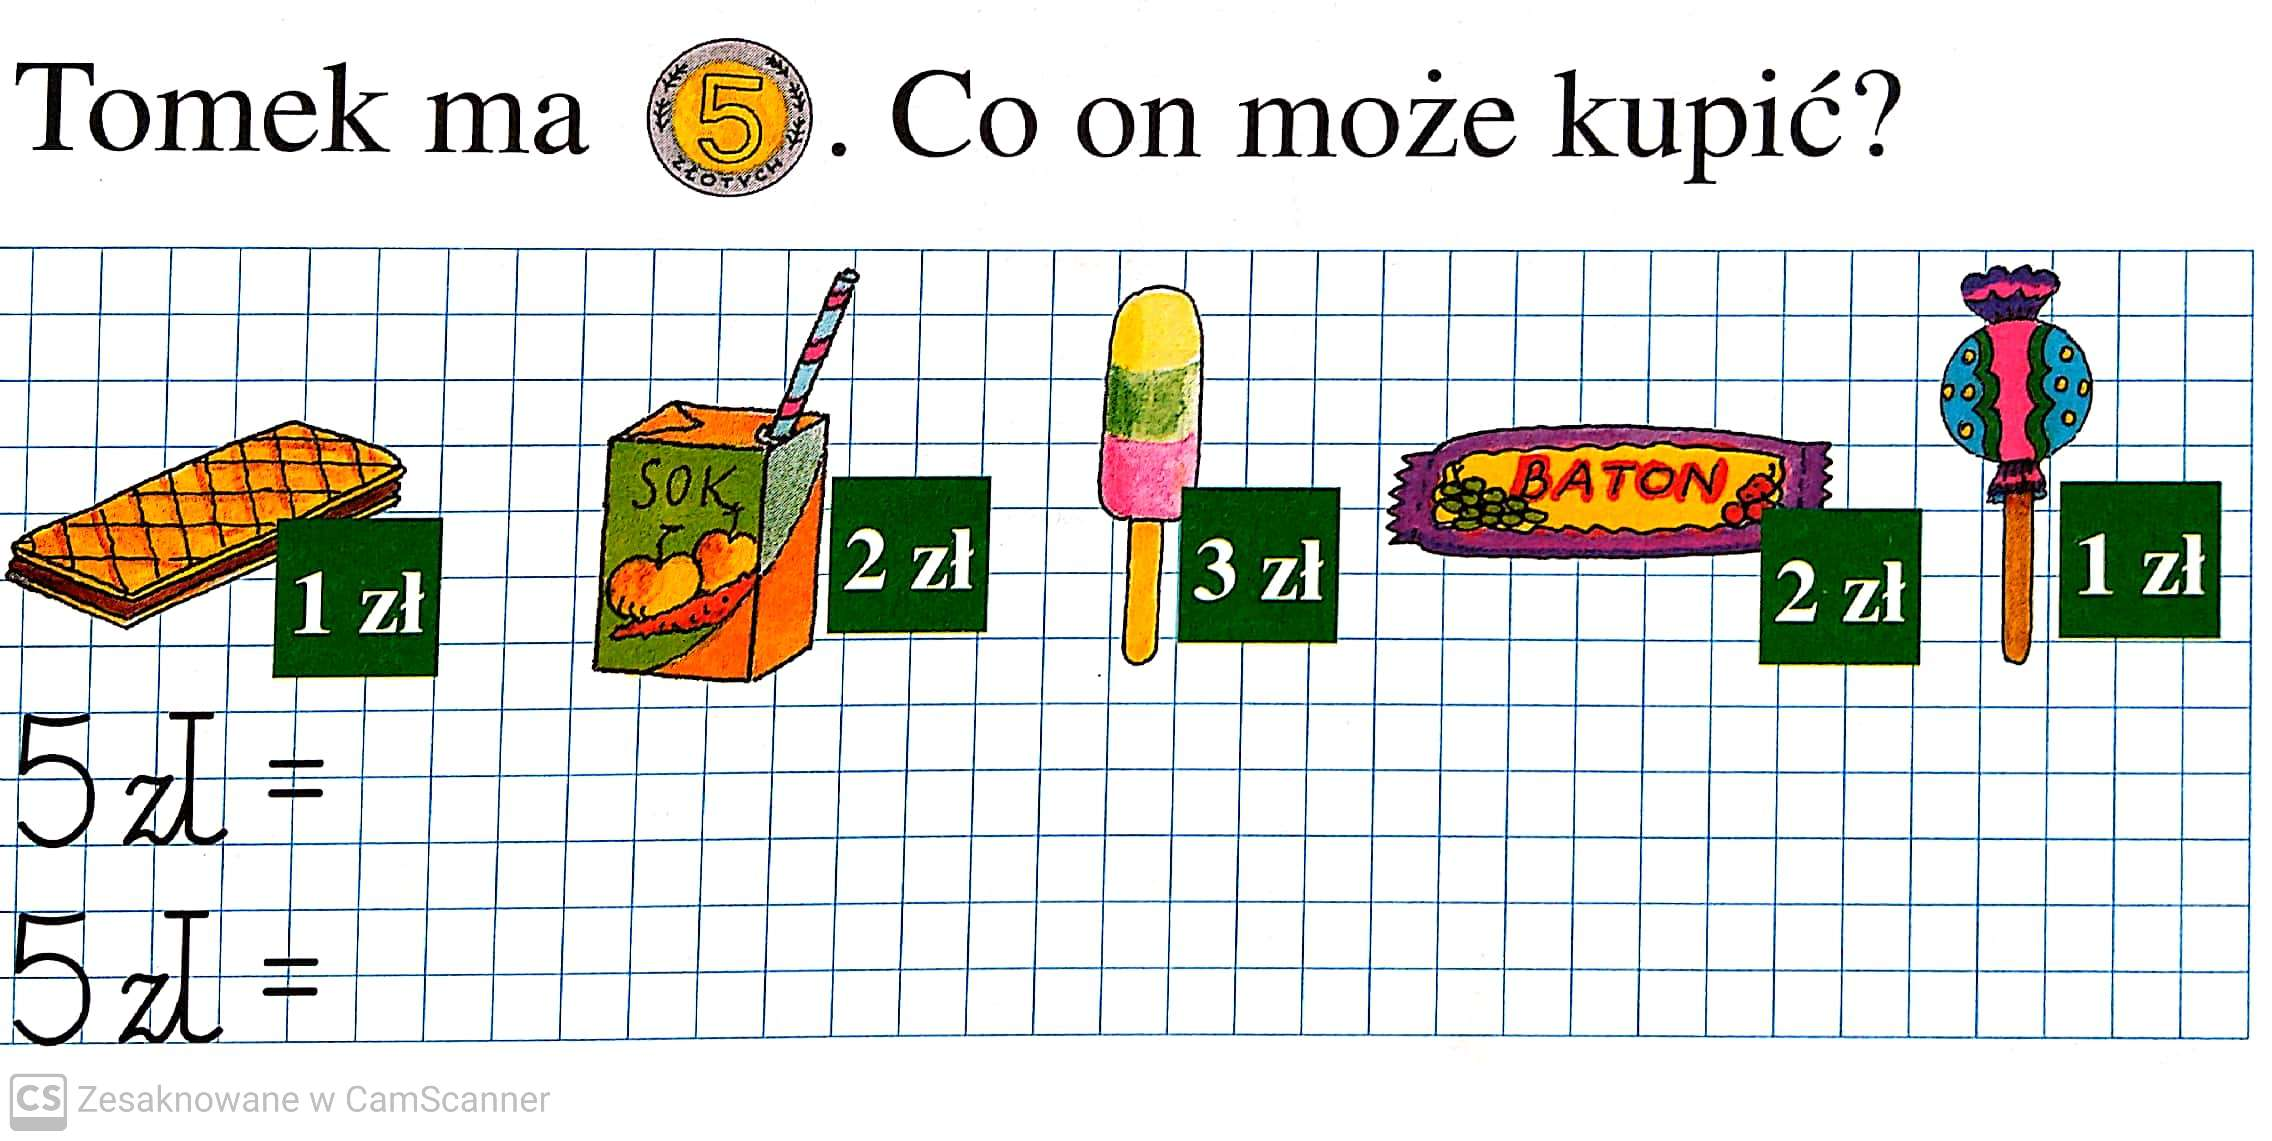 Tomek ma 5 ZŁOTYCH. Co on może kupić?
SOK
BATON
1 zł
2 zł
3 zł
2 zł
1 zł
5 zł =
5 zł =
CS Zesaknowane w CamScanner